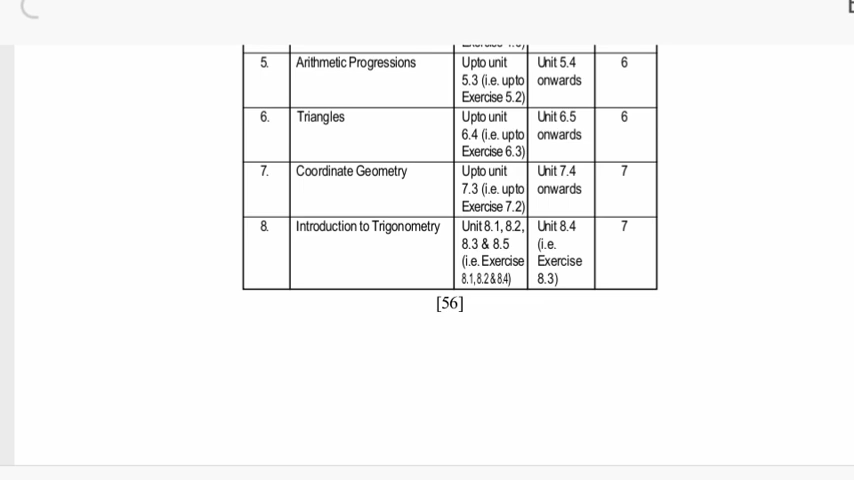 5. Arithmetic Progressions Upto unit Unit 5.4 6
5.3 (i.e. upto onwards
Exercise 5.2)
6. Triangles Upto unit Unit 6.5 6
6.4 (i.e. upto onwards
Exercise 6.3)
7. Coordinate Geometry Upto unit Unit 7.4 7
7.3 (i.e. upto onwards
Exercise 7.2)
8. Introduction to Trigonometry Unit 8.1, 8.2, Unit 8.4 7
8.3 & 8.5 (i.e.
(i.e. Exercise Exercise
8.1,8.2 & 8.4) 8.3)
[56]